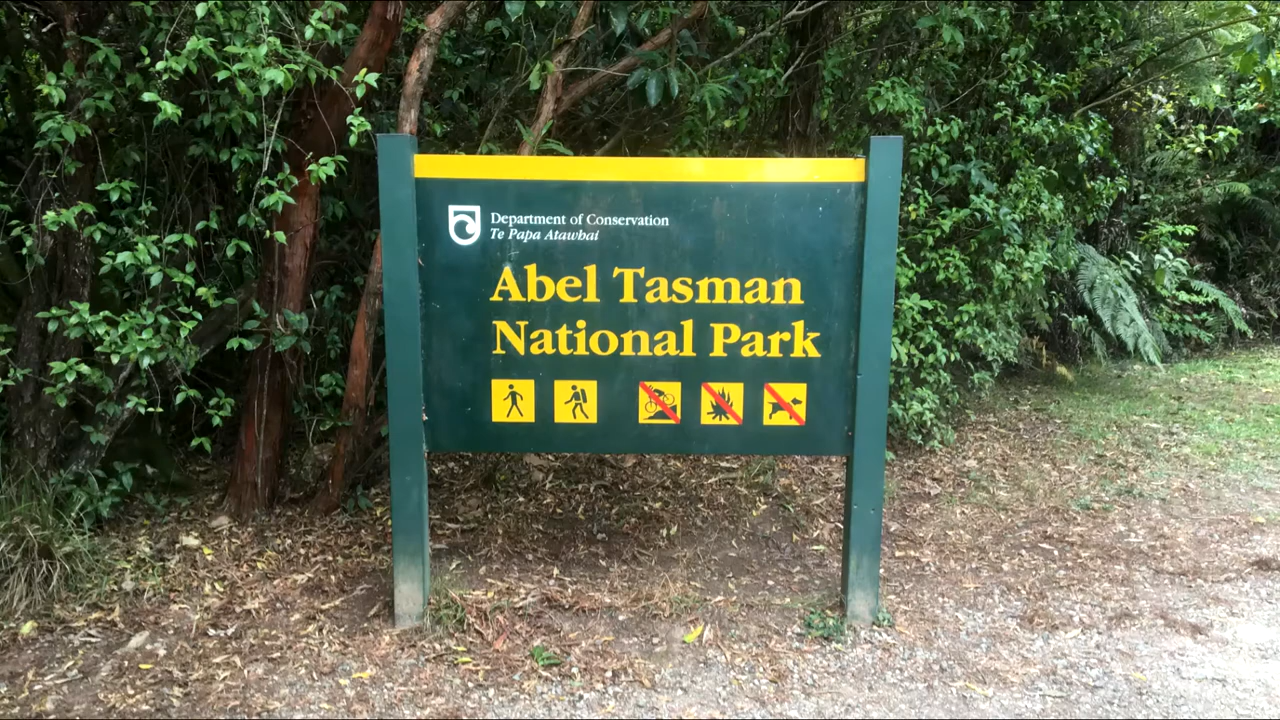 Department of Conservation
Te Papa Atawhai
Abel Tasman
National Park